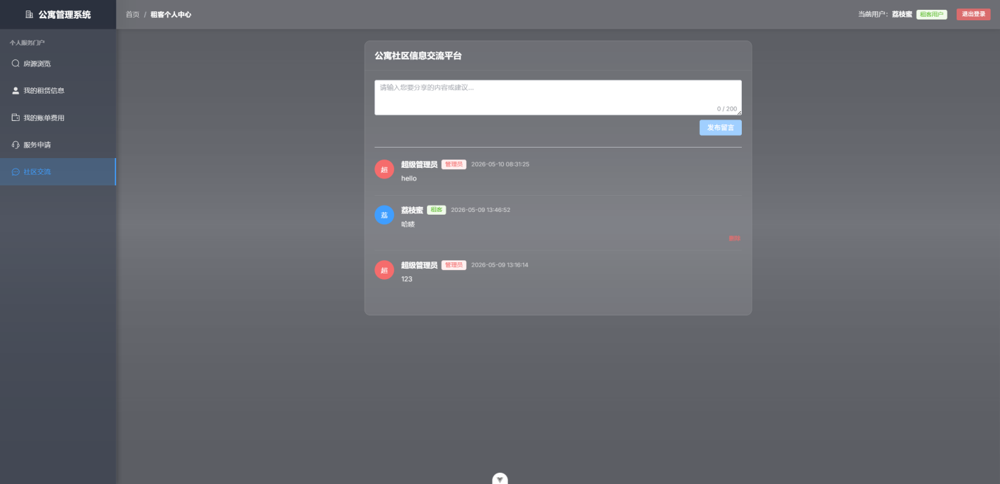 公寓管理系统
首页 / 租客个人中心
当前用户： 荔枝蜜 租客用户 退出登录
个人服务门户
房源浏览
我的租赁信息
我的账单费用
服务申请
社区交流
公寓社区信息交流平台
请输入您要分享的内容或建议...
0 / 200
发布留言
超 超级管理员 管理员 2026-05-10 08:31:25
hello
荔 荔枝蜜 租客 2026-05-09 13:46:52
哈喽
删除
超 超级管理员 管理员 2026-05-09 13:16:14
123